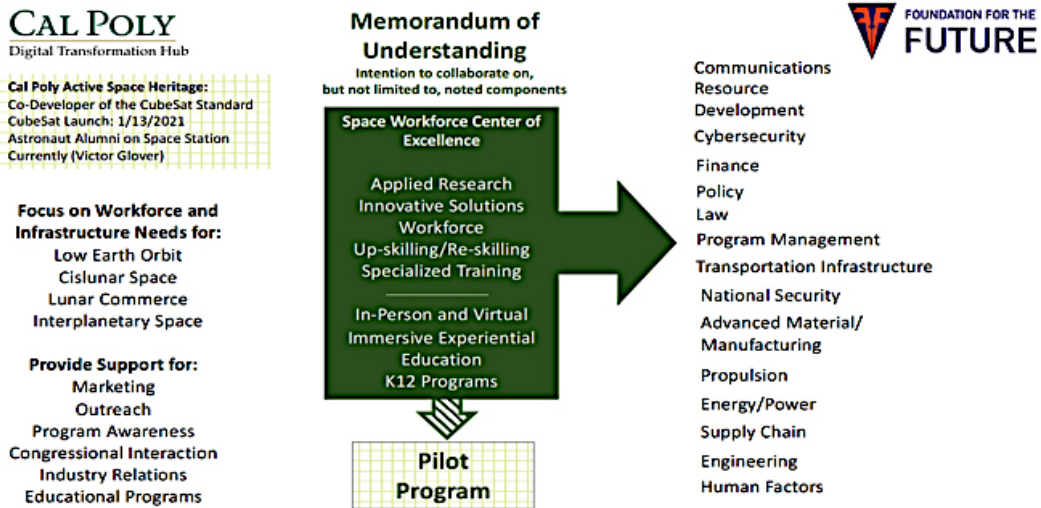 CAL POLY
Digital Transformation Hub
Cal Poly Active Space Heritage:
Co-Developer of the CubeSat Standard
CubeSat Launch: 1/13/2021
Astronaut Alumni on Space Station
Currently (Victor Glover)
Focus on Workforce and
Infrastructure Needs for:
Low Earth Orbit
Cislunar Space
Lunar Commerce
Interplanetary Space
Provide Support for:
Marketing
Outreach
Program Awareness
Congressional Interaction
Industry Relations
Educational Programs
Memorandum of
Understanding
Intention to collaborate on,
but not limited to, noted components
Space Workforce Center of
Excellence
Applied Research
Innovative Solutions
Workforce
Up-skilling/Re-skilling
Specialized Training
In-Person and Virtual
Immersive Experiential
Education
K12 Programs
Pilot
Program
FOUNDATION FOR THE
FUTURE
Communications
Resource
Development
Cybersecurity
Finance
Policy
Law
Program Management
Transportation Infrastructure
National Security
Advanced Material/
Manufacturing
Propulsion
Energy/Power
Supply Chain
Engineering
Human Factors